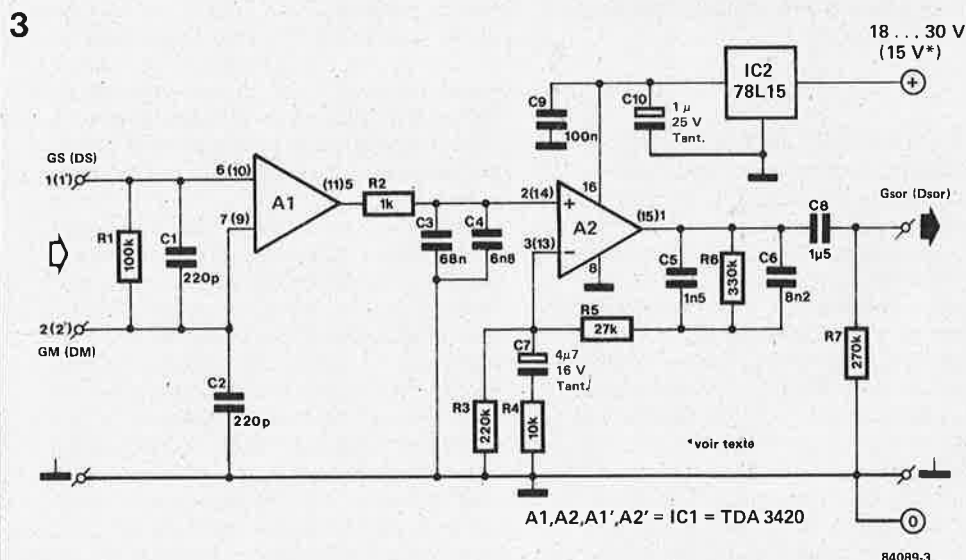 3
18 . . . 30 V
(15 V*)
IC2
78L15
C9
100n
C10
1 µ
25 V
Tant.
GS (DS)
1(1')
6(10)
7(9)
A1
(11)5
R2
1k
2(14)
3(13)
16
A2
8
(15)1
C8
1µ5
Gsor (Dsor)
R1
100k
C1
220p
C3
68n
C4
6n8
C5
1n5
R6
330k
C6
8n2
R5
27k
2(2')
GM (DM)
C2
220p
C7
4µ7
16 V
Tant.
R3
220k
R4
10k
R7
270k
*voir texte
A1,A2,A1',A2' = IC1 = TDA 3420
0
84089-3